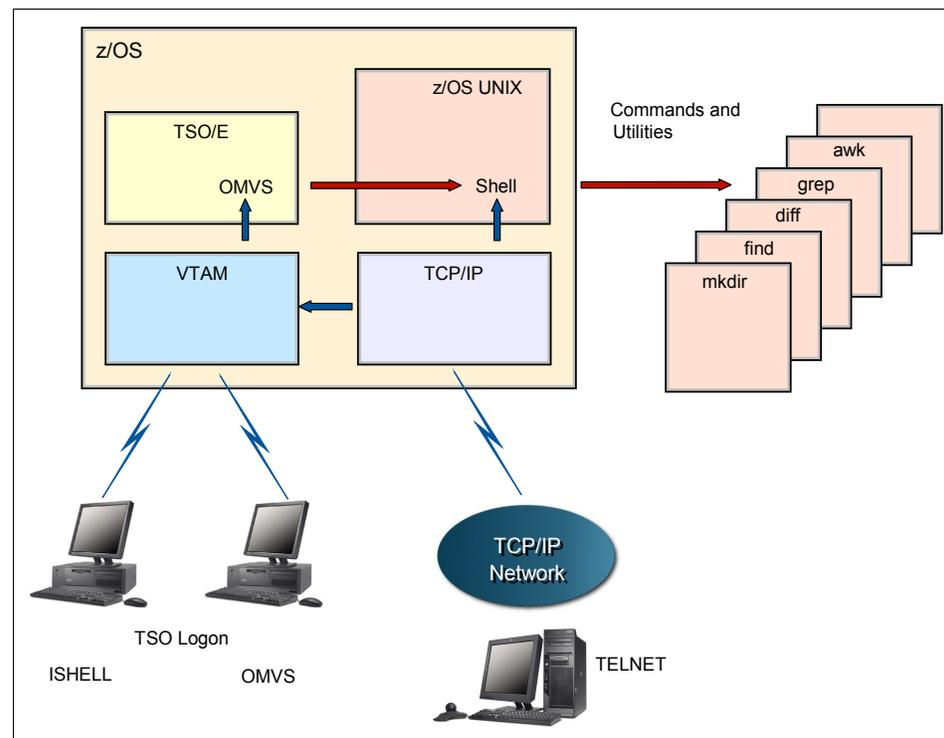 z/OS
z/OS UNIX
TSO/E
OMVS
Shell
VTAM
TCP/IP
Commands and
Utilities
awk
grep
diff
find
mkdir
TCP/IP
Network
TSO Logon
ISHELL
OMVS
TELNET